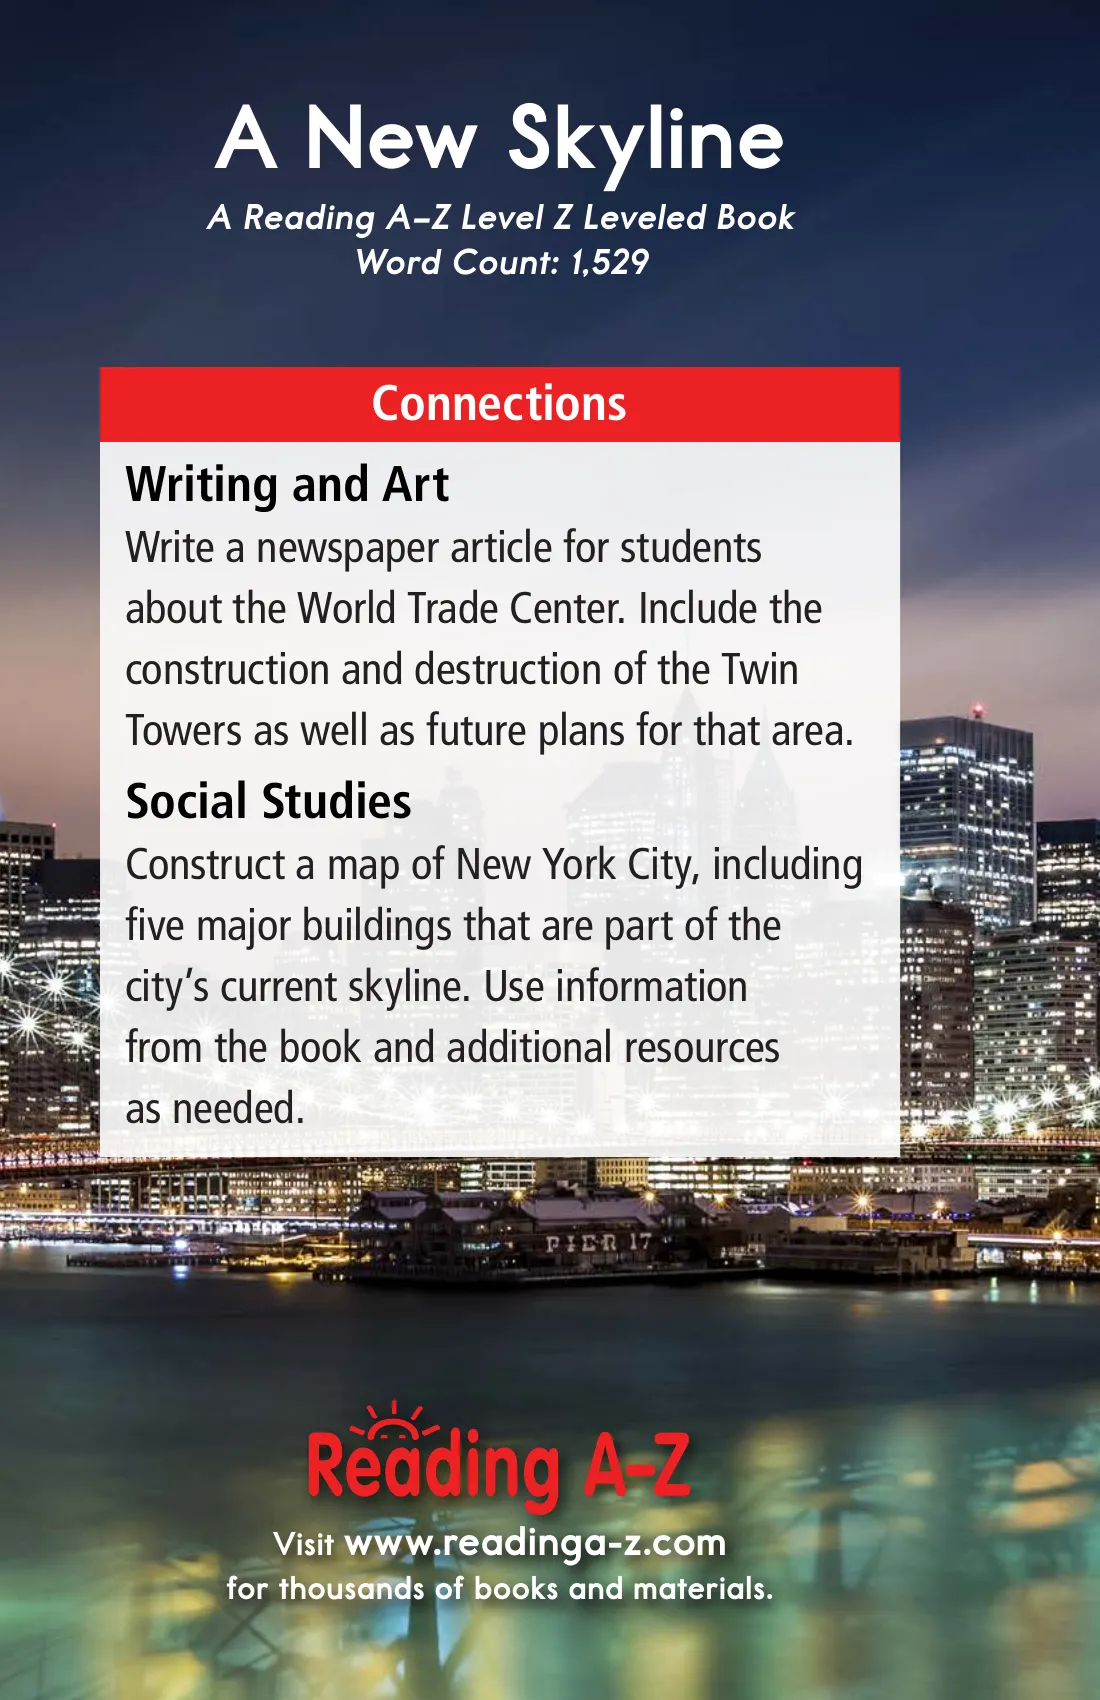 A New Skyline
A Reading A–Z Level Z Leveled Book
Word Count: 1,529
Connections
Writing and Art
Write a newspaper article for students
about the World Trade Center. Include the
construction and destruction of the Twin
Towers as well as future plans for that area.
Social Studies
Construct a map of New York City, including
five major buildings that are part of the
city’s current skyline. Use information
from the book and additional resources
as needed.
PIER 17
Reading A–Z
Visit www.readinga-z.com
for thousands of books and materials.